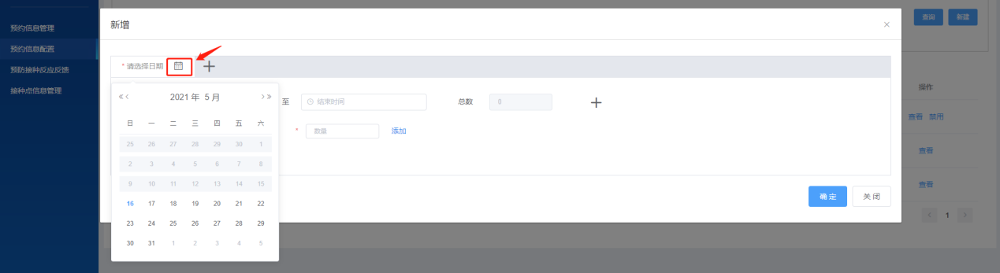 预约信息管理
预约信息配置
预防接种反应反馈
接种点信息管理
新增
查询 新建
* 请选择日期
2021 年 5 月
日 一 二 三 四 五 六
25 26 27 28 29 30 1
2 3 4 5 6 7 8
9 10 11 12 13 14 15
16 17 18 19 20 21 22
23 24 25 26 27 28 29
30 31 1 2 3 4 5
至 结束时间 总数 0
* 数量 添加
确定 关闭
操作
查看 禁用
查看
查看
1